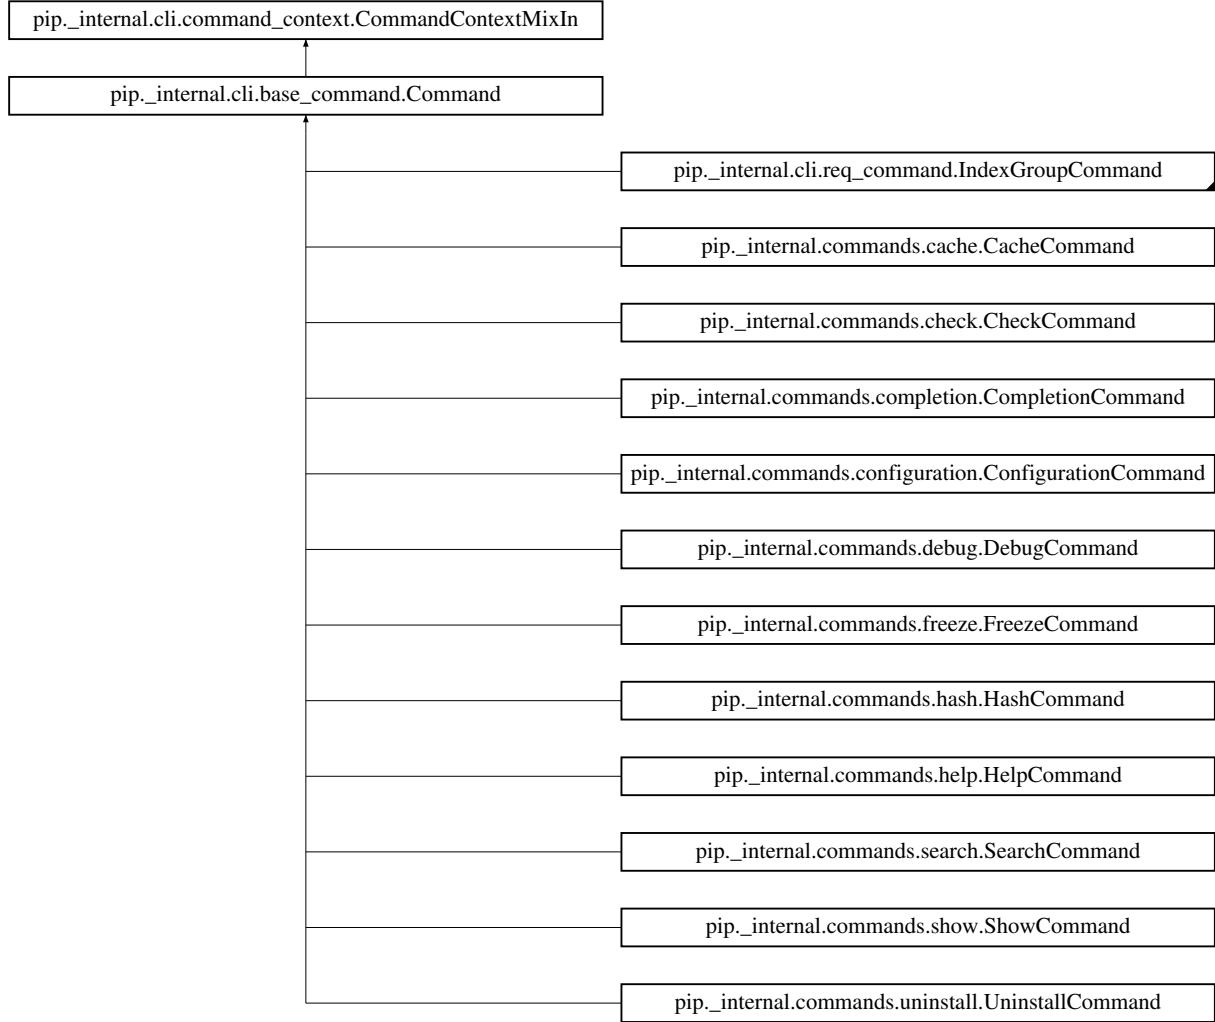 pip._internal.cli.command_context.CommandContextMixIn
pip._internal.cli.base_command.Command
pip._internal.cli.req_command.IndexGroupCommand
pip._internal.commands.cache.CacheCommand
pip._internal.commands.check.CheckCommand
pip._internal.commands.completion.CompletionCommand
pip._internal.commands.configuration.ConfigurationCommand
pip._internal.commands.debug.DebugCommand
pip._internal.commands.freeze.FreezeCommand
pip._internal.commands.hash.HashCommand
pip._internal.commands.help.HelpCommand
pip._internal.commands.search.SearchCommand
pip._internal.commands.show.ShowCommand
pip._internal.commands.uninstall.UninstallCommand